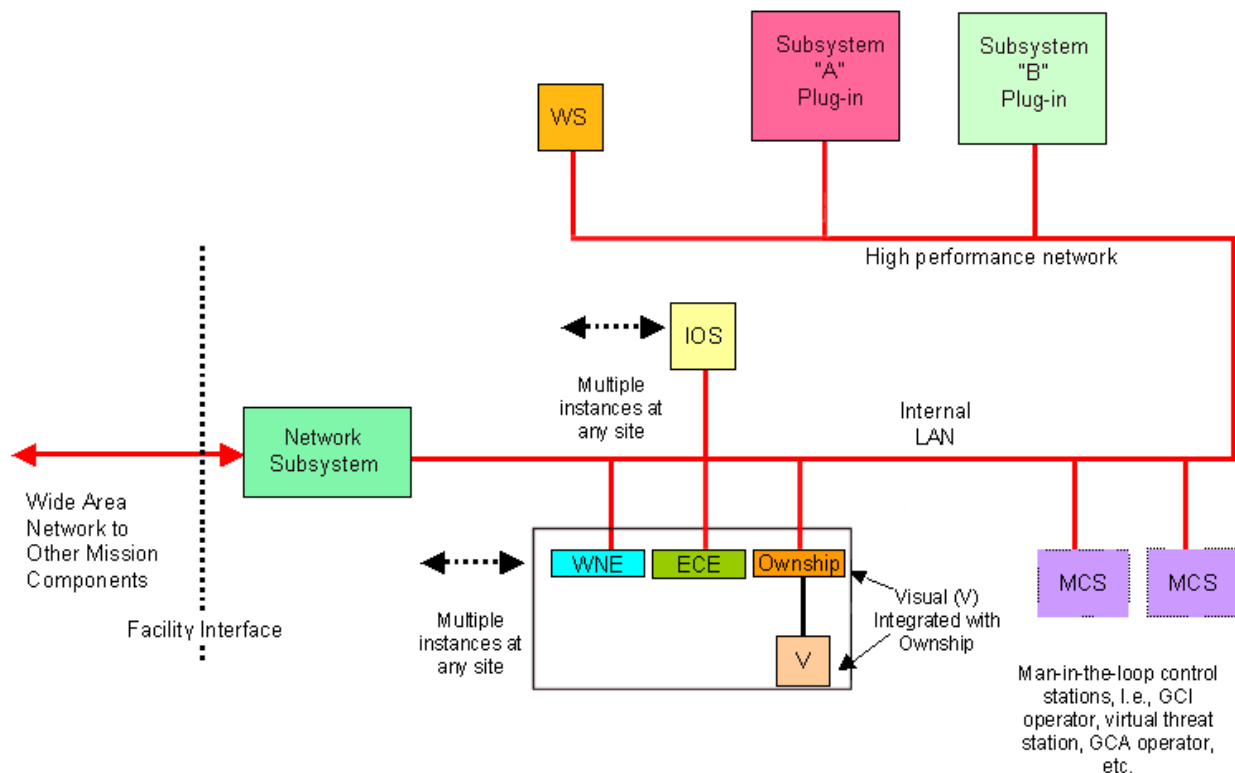 Subsystem
"A"
Plug-in
Subsystem
"B"
Plug-in
WS
High performance network
IOS
Multiple
instances at
any site
Internal
LAN
Network
Subsystem
Wide Area
Network to
Other Mission
Components
Facility Interface
WNE
ECE
Ownship
V
Multiple
instances at
any site
Visual (V)
Integrated with
Ownship
MCS
MCS
Man-in-the-loop control
stations, I.e., GCI
operator, virtual threat
station, GCA operator,
etc.